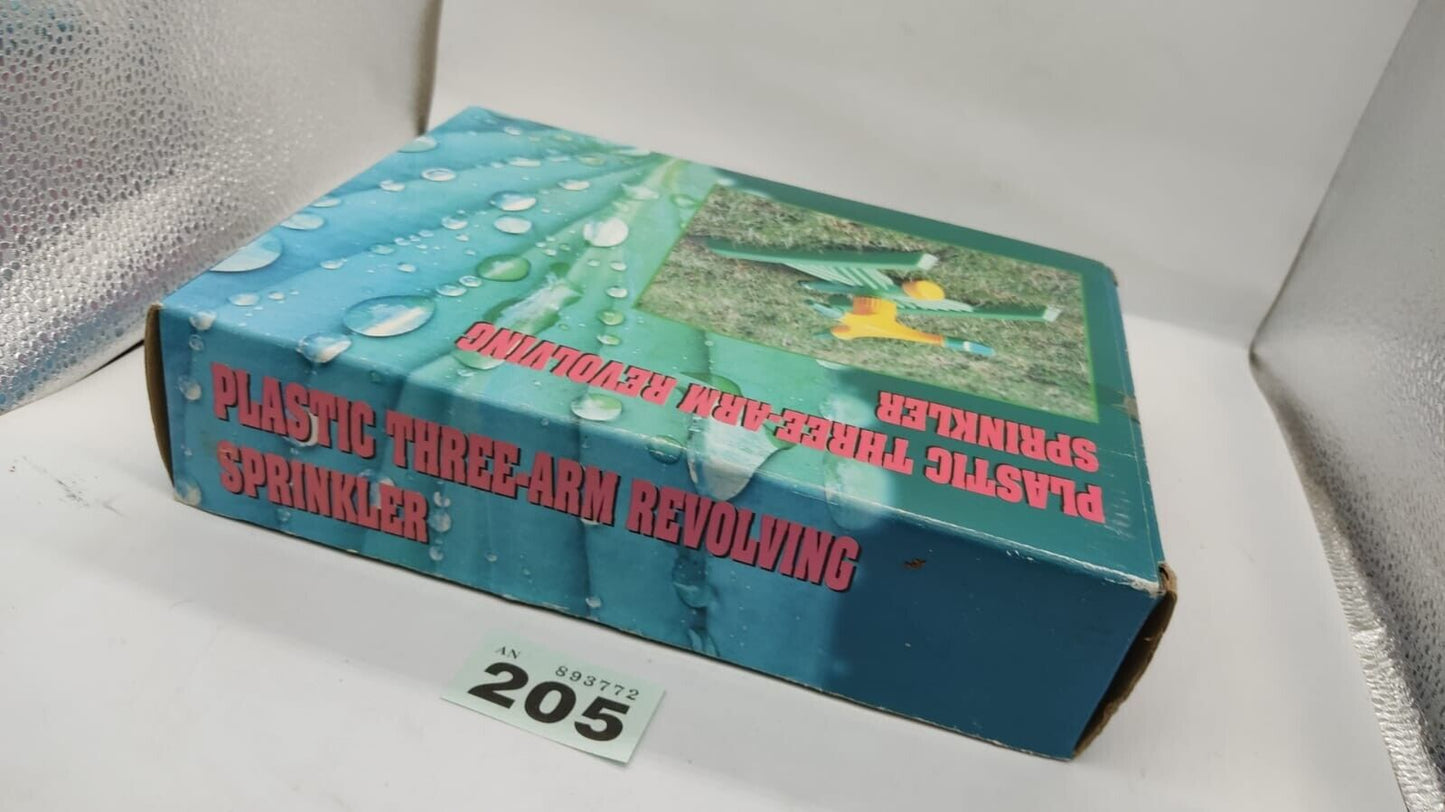 PLASTIC THREE-ARM REVOLVING
SPRINKLER
PLASTIC THREE-ARM REVOLVING
SPRINKLER
AN 893772
205